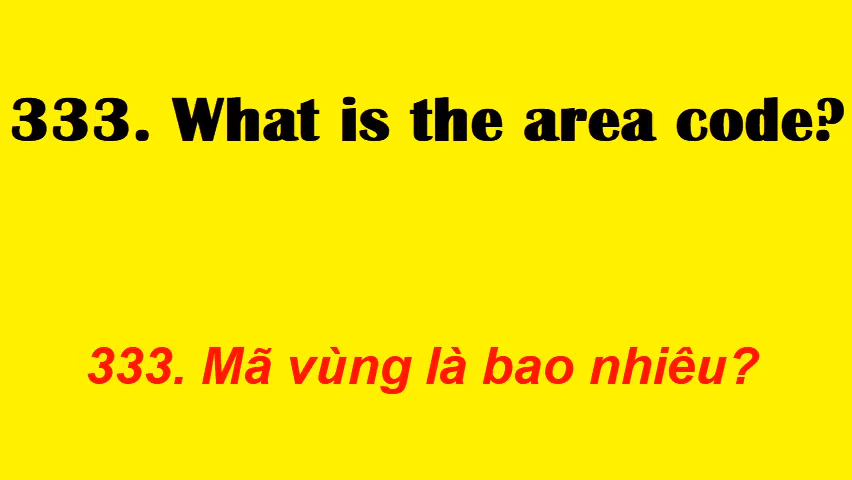 333. What is the area code?
333. Mã vùng là bao nhiêu?